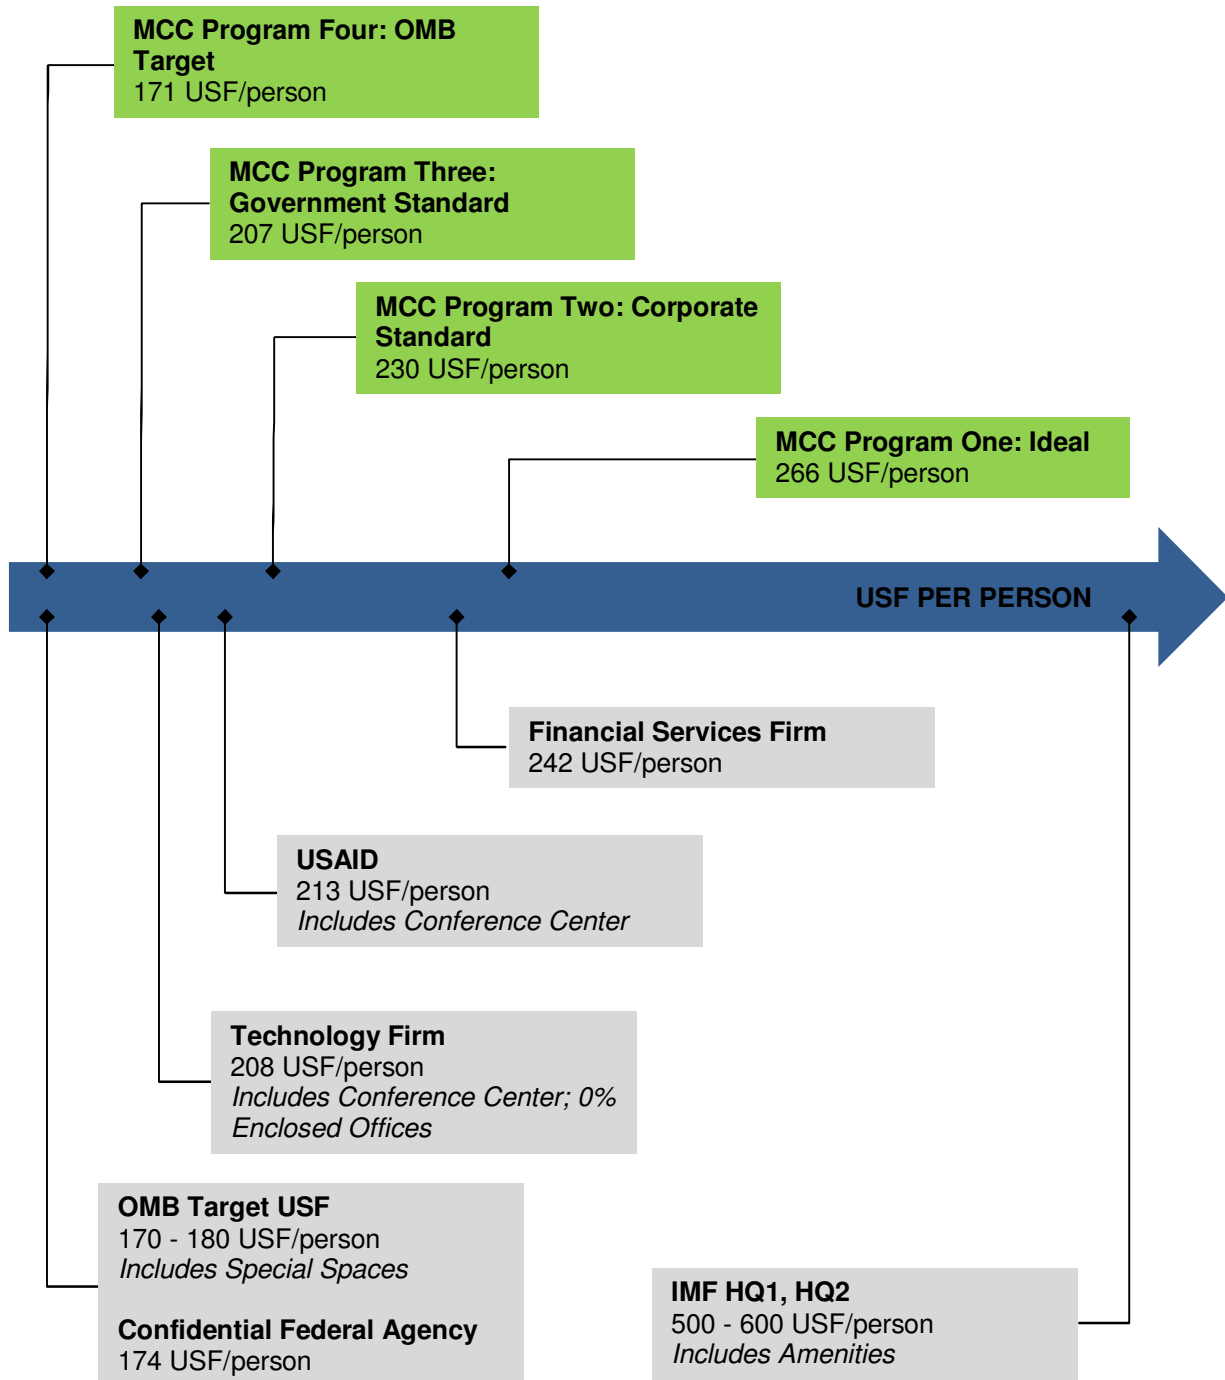 MCC Program Four: OMB
Target
171 USF/person
MCC Program Three:
Government Standard
207 USF/person
MCC Program Two: Corporate
Standard
230 USF/person
MCC Program One: Ideal
266 USF/person
USF PER PERSON
Financial Services Firm
242 USF/person
USAID
213 USF/person
Includes Conference Center
Technology Firm
208 USF/person
Includes Conference Center; 0%
Enclosed Offices
OMB Target USF
170 - 180 USF/person
Includes Special Spaces
Confidential Federal Agency
174 USF/person
IMF HQ1, HQ2
500 - 600 USF/person
Includes Amenities